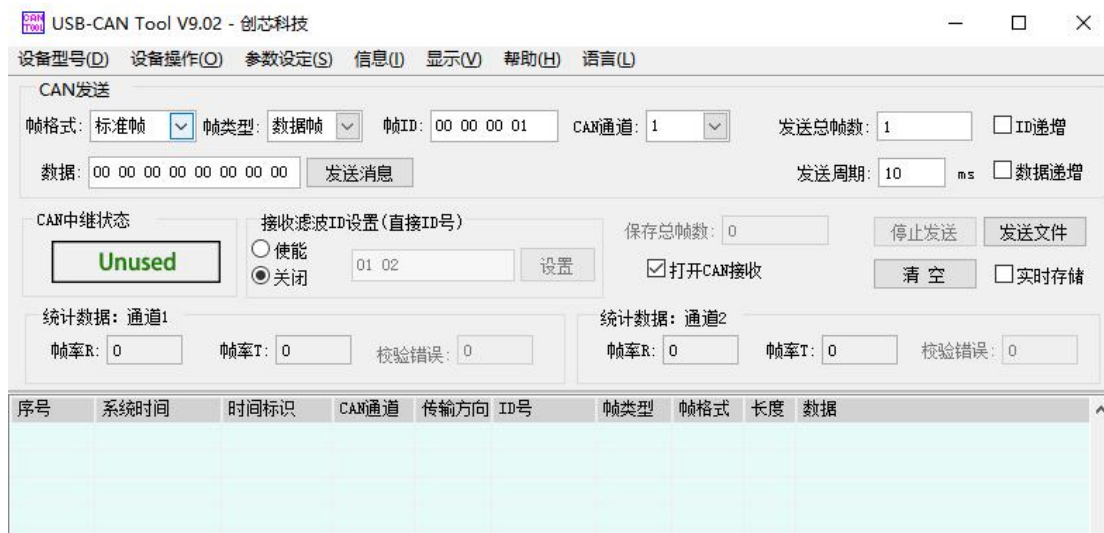 CAN TOOL USB-CAN Tool V9.02 - 创芯科技
设备型号(D) 设备操作(O) 参数设定(S) 信息(I) 显示(V) 帮助(H) 语言(L)
CAN发送
帧格式: 标准帧 帧类型: 数据帧 帧ID: 00 00 00 01 CAN通道: 1 发送总帧数: 1 ID递增
数据: 00 00 00 00 00 00 00 00 发送消息 发送周期: 10 ms 数据递增
CAN中继状态 接收滤波ID设置(直接ID号) 保存总帧数: 0 停止发送 发送文件
Unused 使能 01 02 设置 打开CAN接收 清 空 实时存储
关闭
统计数据: 通道1 统计数据: 通道2
帧率R: 0 帧率T: 0 校验错误: 0 帧率R: 0 帧率T: 0 校验错误: 0
序号 系统时间 时间标识 CAN通道 传输方向 ID号 帧类型 帧格式 长度 数据